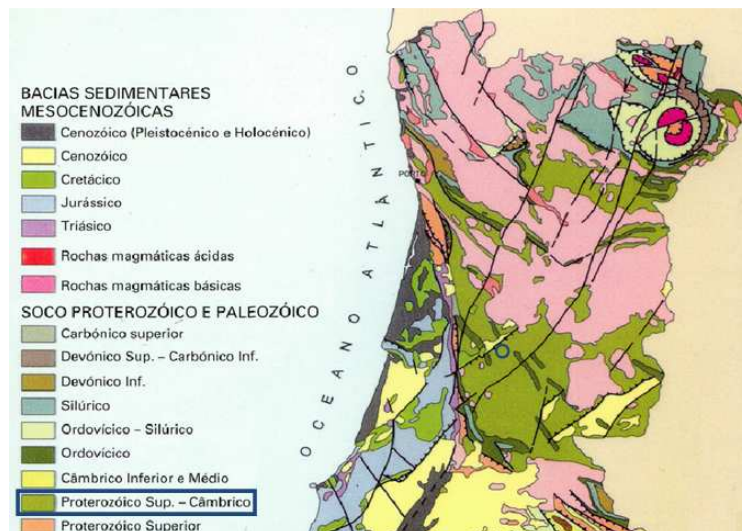 BACIAS SEDIMENTARES
MESOCENOZÓICAS
Cenozóico (Pleistocénico e Holocénico)
Cenozóico
Cretácico
Jurássico
Triásico
Rochas magmáticas ácidas
Rochas magmáticas básicas
SOCO PROTEROZÓICO E PALEOZÓICO
Carbónico superior
Devónico Sup. – Carbónico Inf.
Devónico Inf.
Silúrico
Ordovícico – Silúrico
Ordovícico
Câmbrico Inferior e Médio
Proterozóico Sup. – Câmbrico
Proterozóico Superior
OCEANO ATLÂNTICO
PORTO